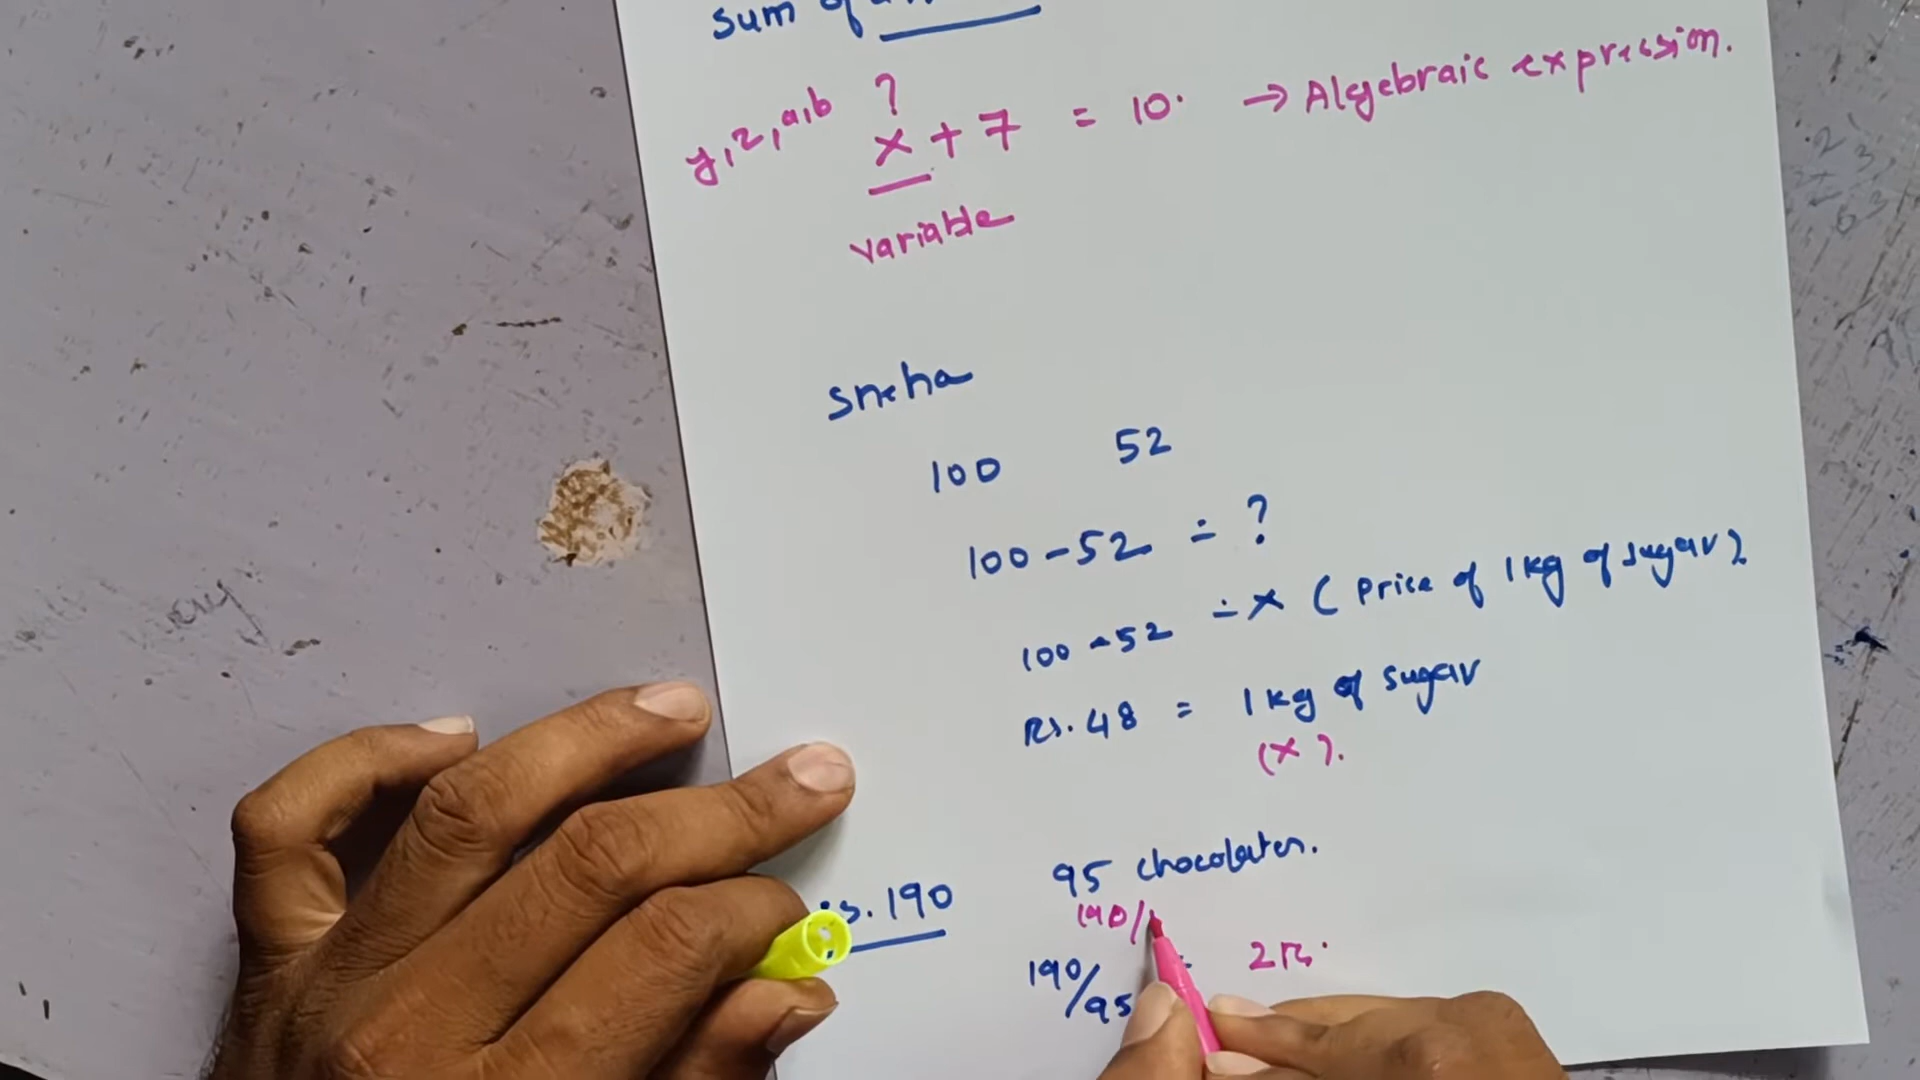 sum of
y, z, a, b ?
x + 7 = 10. → Algebraic expression.
variable
Sneha
100 52
100 - 52 = ?
100 - 52 = x (price of 1 kg of sugar)
Rs. 48 = 1 kg of sugar
(x).
s. 190 95 chocolates.
190/
190/95 = 2 Rs.